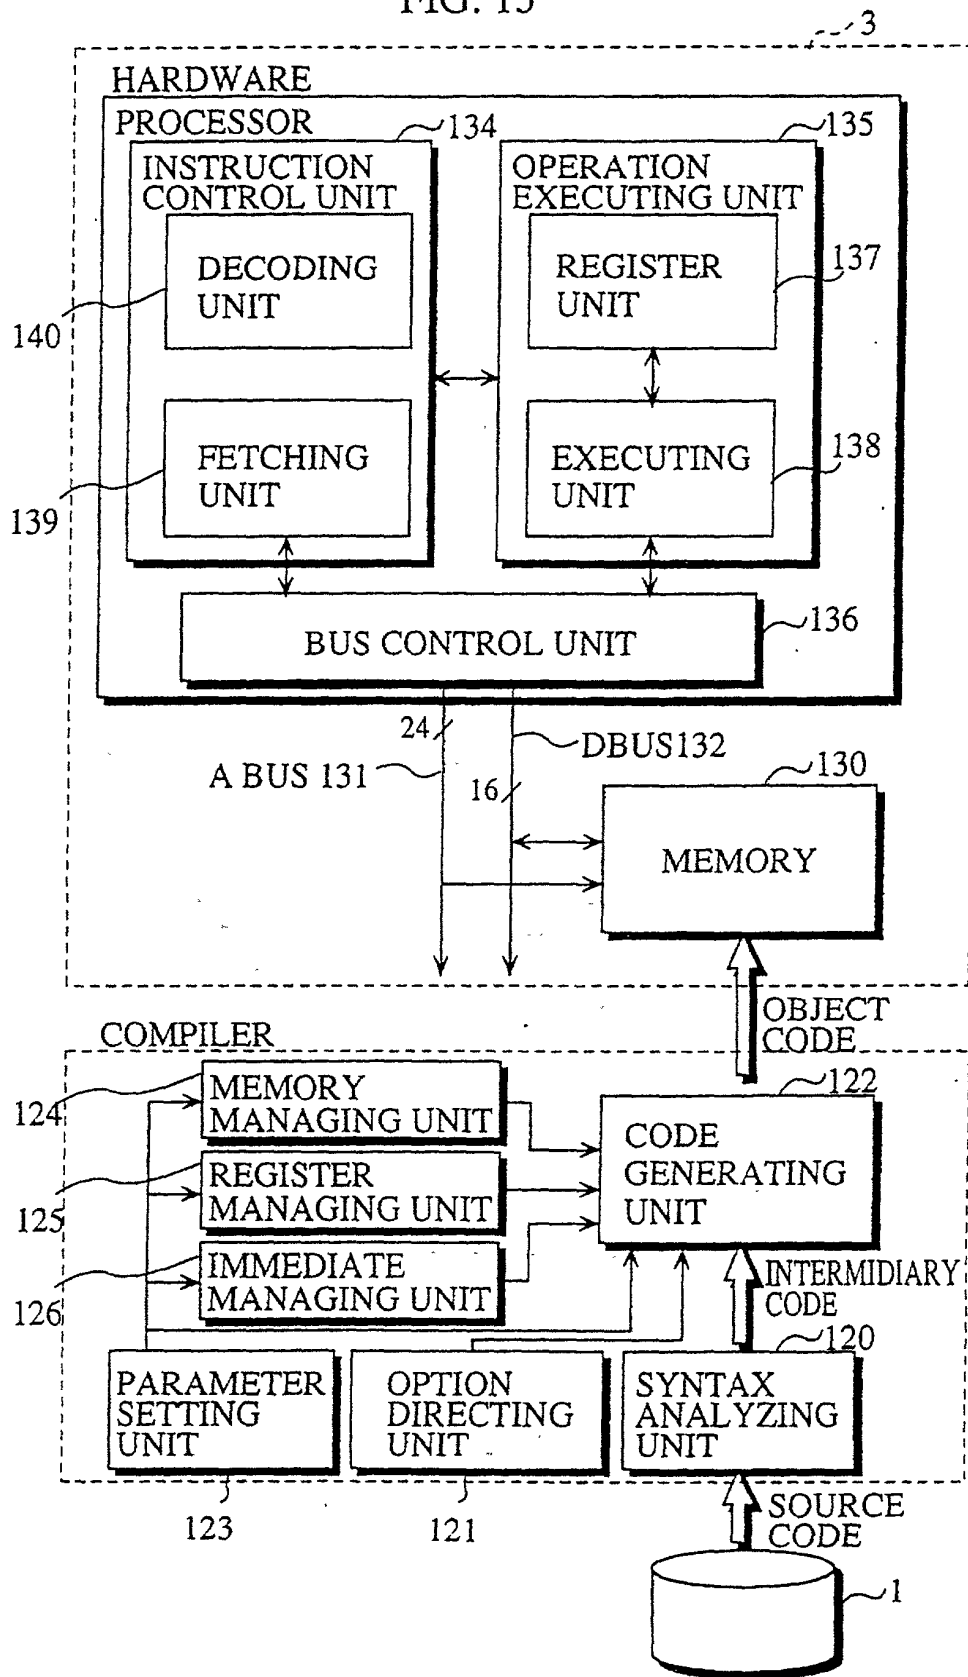 FIG. 13
3
HARDWARE
PROCESSOR
134
135
INSTRUCTION
CONTROL UNIT
OPERATION
EXECUTING UNIT
DECODING
UNIT
REGISTER
UNIT
137
140
FETCHING
UNIT
EXECUTING
UNIT
138
139
BUS CONTROL UNIT
136
24
DBUS132
A BUS 131
16
130
MEMORY
OBJECT
CODE
COMPILER
122
124
MEMORY
MANAGING UNIT
CODE
GENERATING
UNIT
125
REGISTER
MANAGING UNIT
126
IMMEDIATE
MANAGING UNIT
INTERMIDIARY
CODE
120
PARAMETER
SETTING
UNIT
OPTION
DIRECTING
UNIT
SYNTAX
ANALYZING
UNIT
123
121
SOURCE
CODE
1